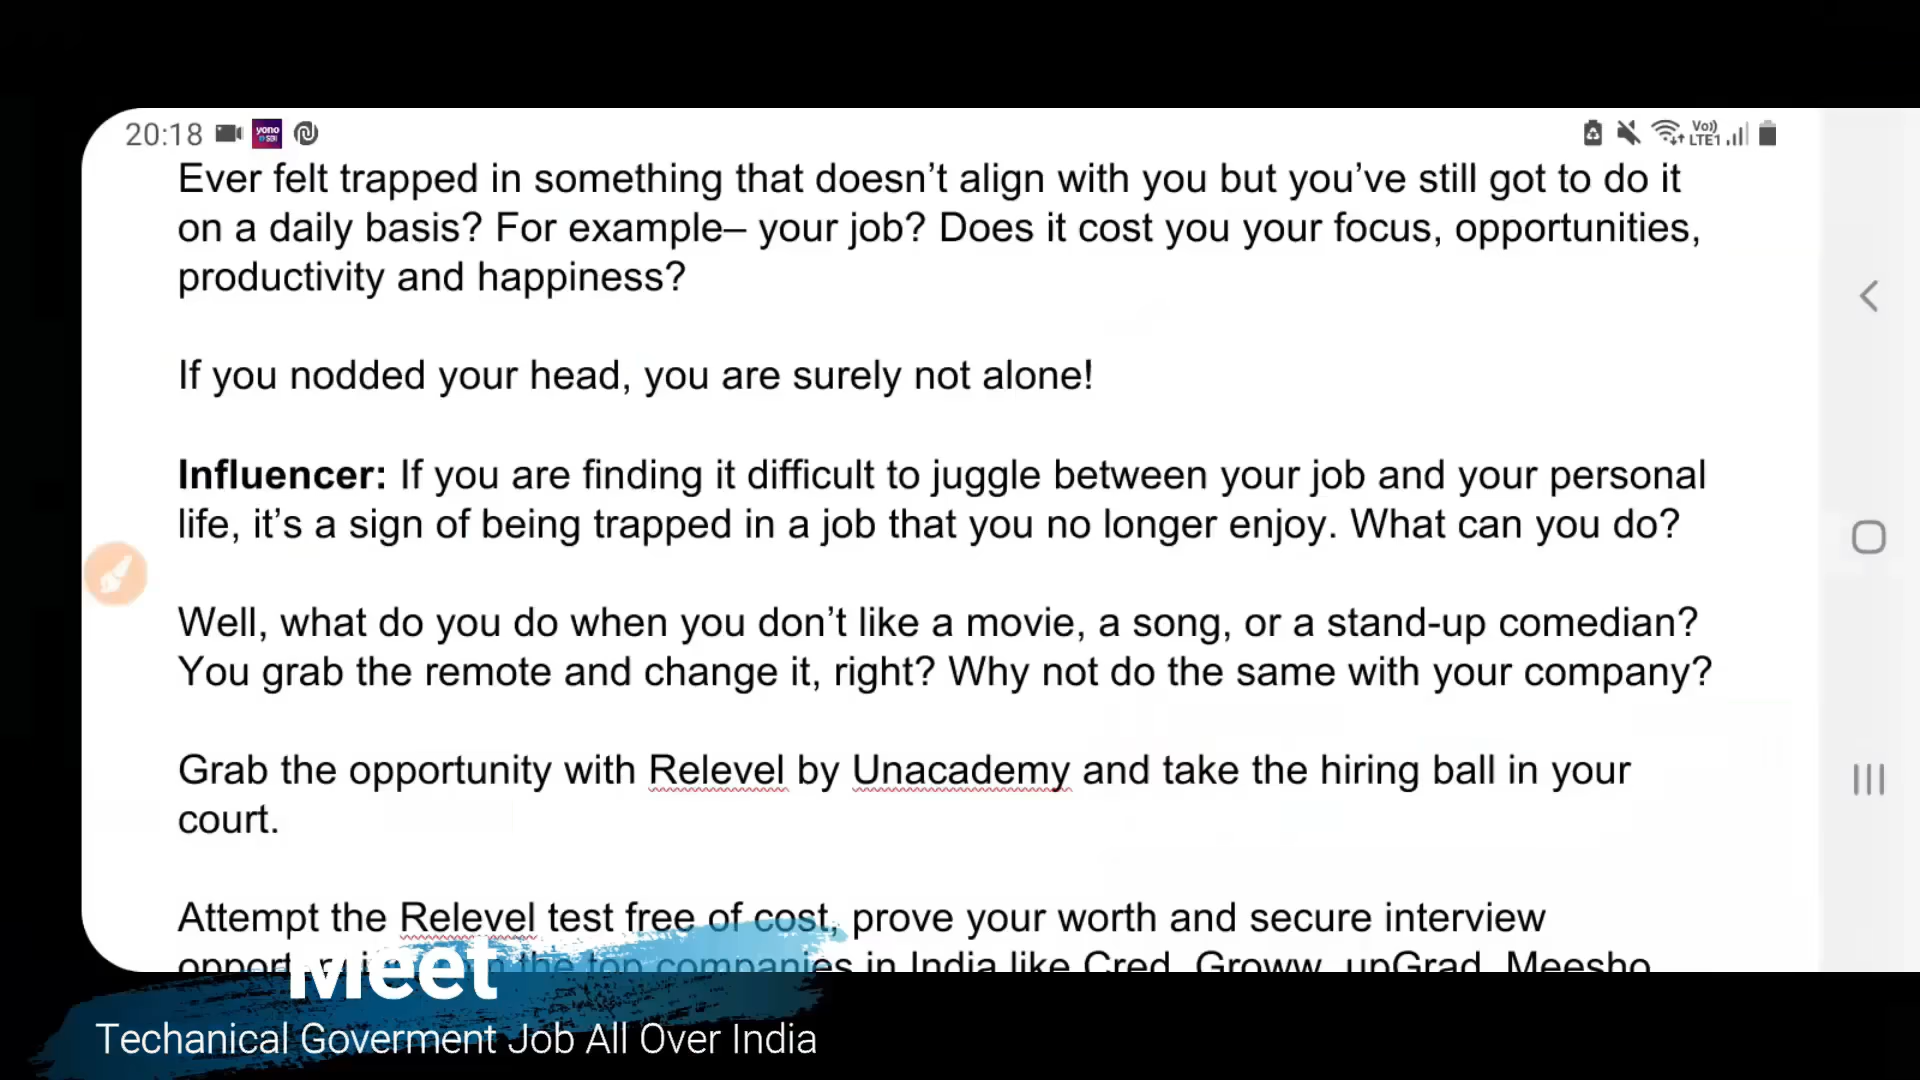 20:18
yono
SBI
Vo))
LTE1
Ever felt trapped in something that doesn’t align with you but you’ve still got to do it
on a daily basis? For example– your job? Does it cost you your focus, opportunities,
productivity and happiness?
If you nodded your head, you are surely not alone!
Influencer: If you are finding it difficult to juggle between your job and your personal
life, it’s a sign of being trapped in a job that you no longer enjoy. What can you do?
Well, what do you do when you don’t like a movie, a song, or a stand-up comedian?
You grab the remote and change it, right? Why not do the same with your company?
Grab the opportunity with Relevel by Unacademy and take the hiring ball in your
court.
Attempt the Relevel test free of cost, prove your worth and secure interview
the top companies in India like Cred, Groww, upGrad, Meesho
Meet
Techanical Goverment Job All Over India